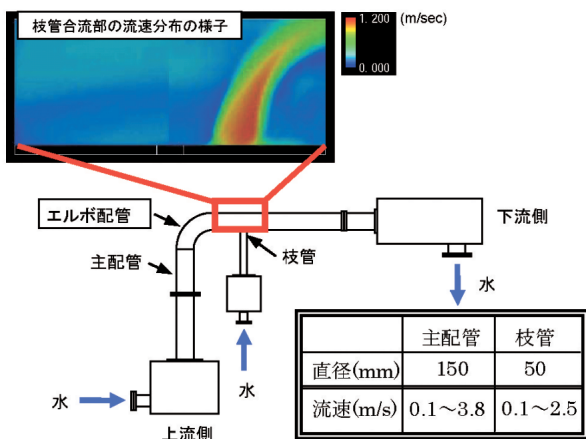 枝管合流部の流速分布の様子
1.200 (m/sec)
0.000
エルボ配管
主配管
枝管
下流側
水
水
水
上流側
主配管 枝管
直径(mm) 150 50
流速(m/s) 0.1～3.8 0.1～2.5